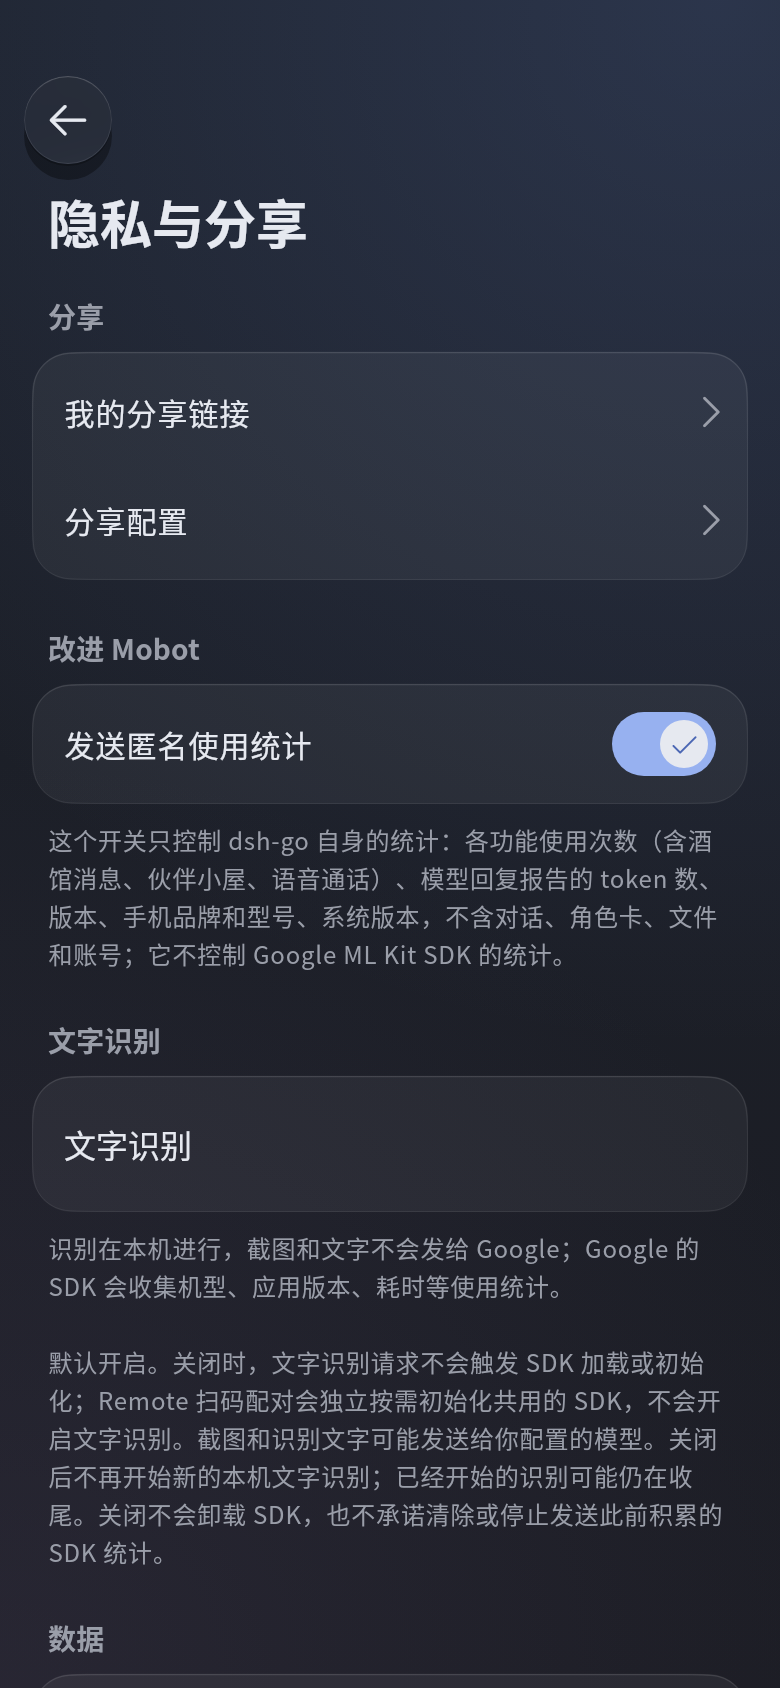 隐私与分享
分享
我的分享链接
分享配置
改进 Mobot
发送匿名使用统计
这个开关只控制 dsh-go 自身的统计：各功能使用次数（含酒
馆消息、伙伴小屋、语音通话）、模型回复报告的 token 数、
版本、手机品牌和型号、系统版本，不含对话、角色卡、文件
和账号；它不控制 Google ML Kit SDK 的统计。
文字识别
文字识别
识别在本机进行，截图和文字不会发给 Google；Google 的
SDK 会收集机型、应用版本、耗时等使用统计。
默认开启。关闭时，文字识别请求不会触发 SDK 加载或初始
化；Remote 扫码配对会独立按需初始化共用的 SDK，不会开
启文字识别。截图和识别文字可能发送给你配置的模型。关闭
后不再开始新的本机文字识别；已经开始的识别可能仍在收
尾。关闭不会卸载 SDK，也不承诺清除或停止发送此前积累的
SDK 统计。
数据